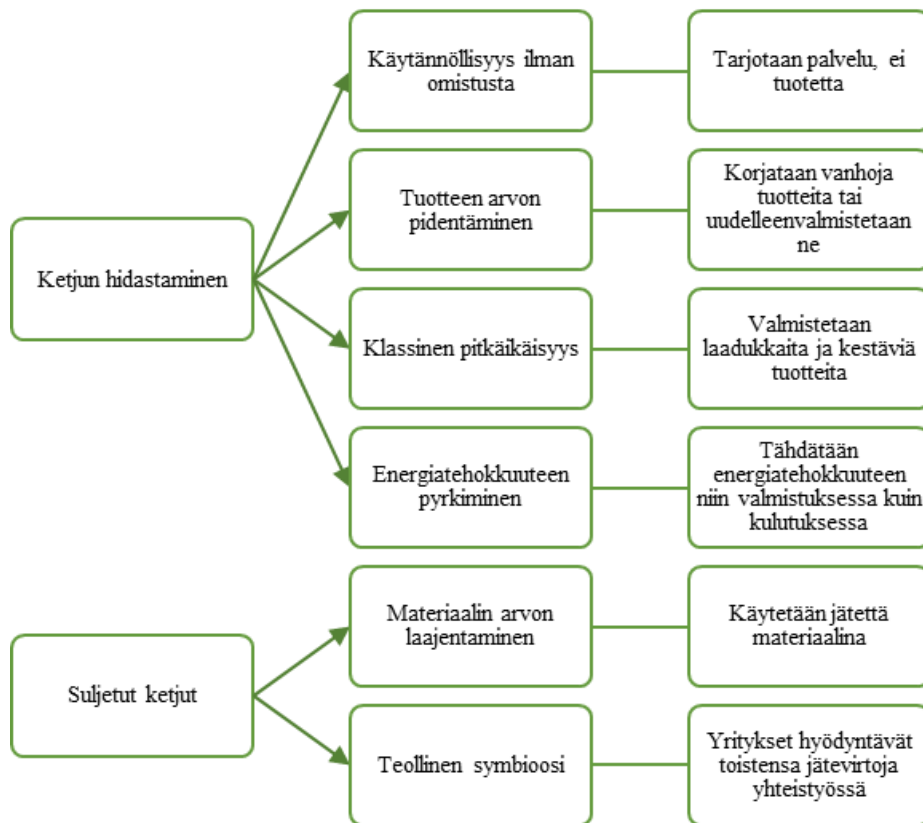 Käytännöllisyys ilman
omistusta
Tarjotaan palvelu, ei
tuotetta
Tuotteen arvon
pidentäminen
Korjataan vanhoja
tuotteita tai
uudelleenvalmistetaan
ne
Ketjun hidastaminen
Klassinen pitkäikäisyys
Valmistetaan
laadukkaita ja kestäviä
tuotteita
Energiatehokkuuteen
pyrkiminen
Tähdätään
energiatehokkuuteen
niin valmistuksessa kuin
kulutuksessa
Materiaalin arvon
laajentaminen
Käytetään jätettä
materiaalina
Suljetut ketjut
Teollinen symbioosi
Yritykset hyödyntävät
toistensa jätevirtoja
yhteistyössä